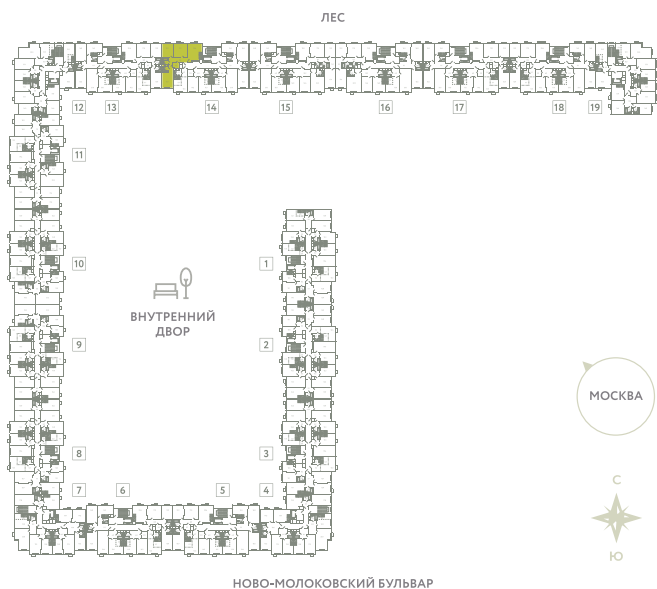 ЛЕС
12 13 14 15 16 17 18 19
11
10 1
ВНУТРЕННИЙ
ДВОР
9 2
МОСКВА
8 3
7 6 5 4
С
Ю
НОВО-МОЛОКОВСКИЙ БУЛЬВАР